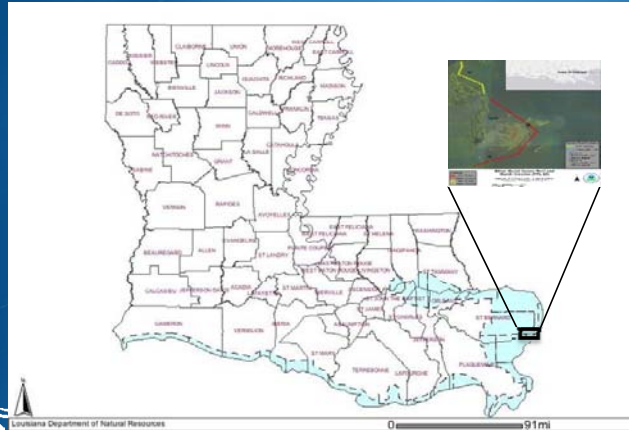 CLAIBORNE
UNION
MOREHOUSE
WEST CARROLL
EAST CARROLL
CADDO
BOSSIER
WEBSTER
LINCOLN
OUACHITA
RICHLAND
MADISON
BIENVILLE
JACKSON
DE SOTO
RED RIVER
CALDWELL
FRANKLIN
TENSAS
WINN
CATAHOULA
NATCHITOCHES
LA SALLE
SABINE
GRANT
CONCORDIA
VERNON
RAPIDES
AVOYELLES
EAST FELICIANA
ST HELENA
WASHINGTON
WEST FELICIANA
TANGIPAHOA
BEAUREGARD
ALLEN
EVANGELINE
ST LANDRY
POINTE COUPEE
EAST BATON ROUGE
ST TAMMANY
WEST BATON ROUGE
LIVINGSTON
CALCASIEU
JEFFERSON DAVIS
ACADIA
LAFAYETTE
ST MARTIN
IBERVILLE
ASCENSION
ST JOHN THE BAPTIST
ORLEANS
ST JAMES
ST BERNARD
CAMERON
VERMILION
IBERIA
ASSUMPTION
ST CHARLES
JEFFERSON
ST MARY
PLAQUEMINES
TERREBONNE
LAFOURCHE
N
Louisiana Department of Natural Resources
0 91mi